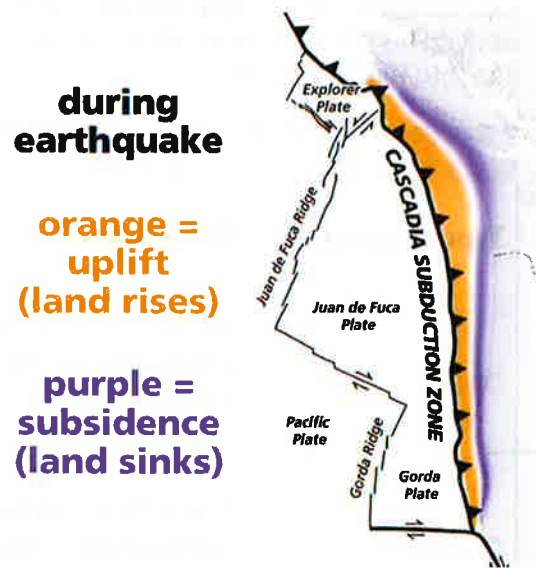 during
earthquake
orange =
uplift
(land rises)
purple =
subsidence
(land sinks)
Explorer
Plate
CASCADIA SUBDUCTION ZONE
Juan de Fuca Ridge
Juan de Fuca
Plate
Pacific
Plate
Gorda Ridge
Gorda
Plate